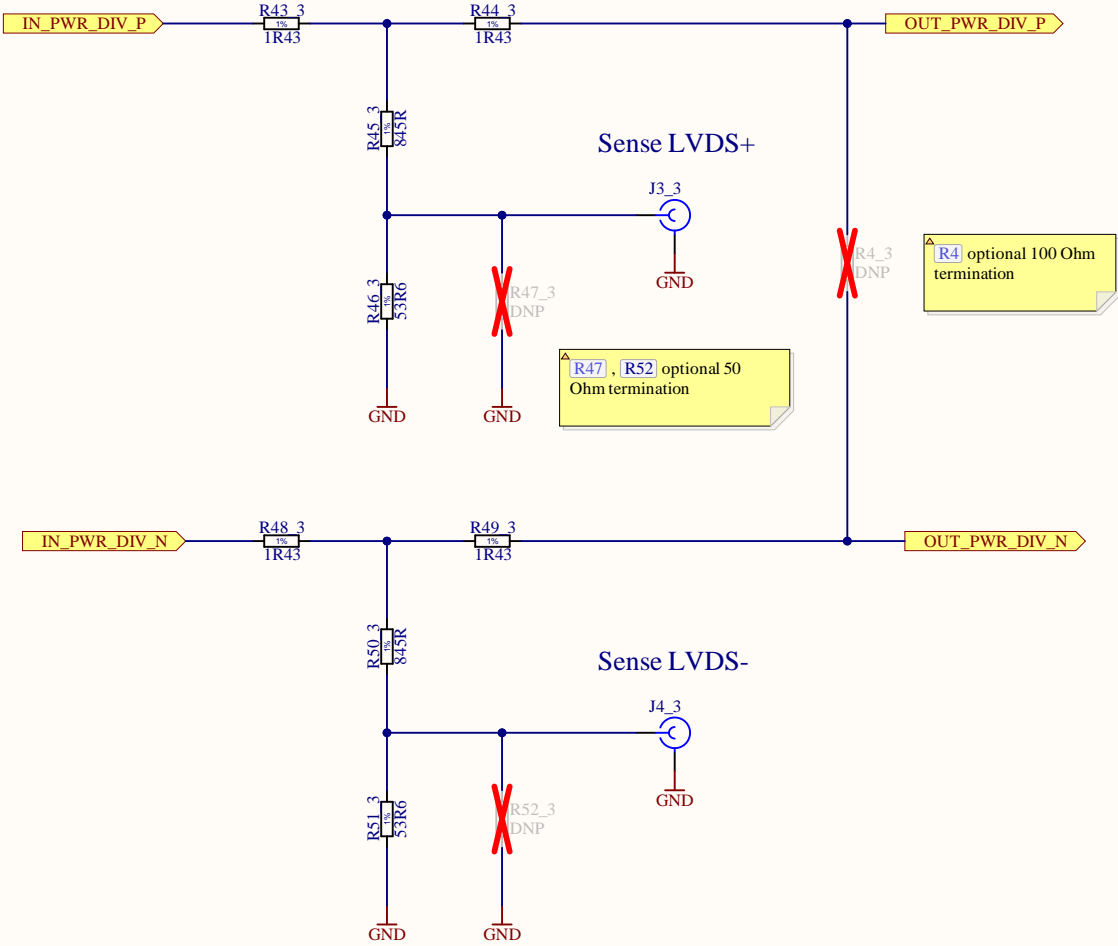 R43_3
R44_3
IN_PWR_DIV_P
1%
1%
OUT_PWR_DIV_P
1R43
1R43
R45_3
1%
845R
Sense LVDS+
J3_3
GND
R4_3
DNP
R4 optional 100 Ohm
termination
R46_3
1%
53R6
R47_3
DNP
R47 , R52 optional 50
Ohm termination
GND
GND
R48_3
R49_3
IN_PWR_DIV_N
1%
1%
OUT_PWR_DIV_N
1R43
1R43
R50_3
1%
845R
Sense LVDS-
J4_3
GND
R51_3
1%
53R6
R52_3
DNP
GND
GND